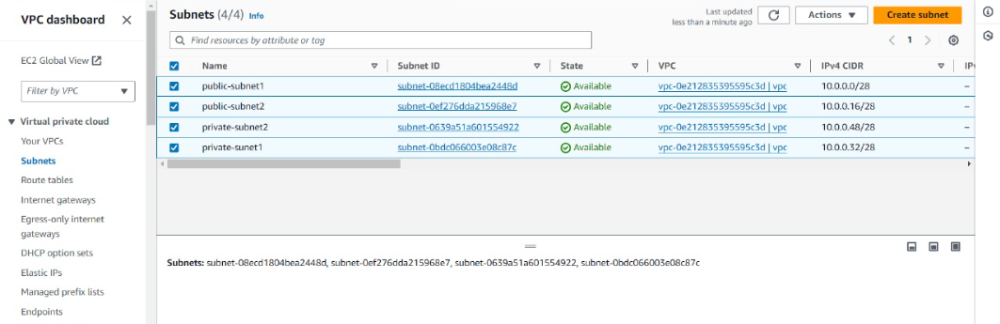 VPC dashboard
EC2 Global View
Filter by VPC
Virtual private cloud
Your VPCs
Subnets
Route tables
Internet gateways
Egress-only internet
gateways
DHCP option sets
Elastic IPs
Managed prefix lists
Endpoints
Subnets (4/4) Info
Last updated
less than a minute ago
Actions
Create subnet
Find resources by attribute or tag
1
Name Subnet ID State VPC IPv4 CIDR IPv
public-subnet1 subnet-08ecd1804bea2448d Available vpc-0e212835395595c3d | vpc 10.0.0.0/28 –
public-subnet2 subnet-0ef276dda215968e7 Available vpc-0e212835395595c3d | vpc 10.0.0.16/28 –
private-subnet2 subnet-0639a51a601554922 Available vpc-0e212835395595c3d | vpc 10.0.0.48/28 –
private-sunet1 subnet-0bdc066003e08c87c Available vpc-0e212835395595c3d | vpc 10.0.0.32/28 –
Subnets: subnet-08ecd1804bea2448d, subnet-0ef276dda215968e7, subnet-0639a51a601554922, subnet-0bdc066003e08c87c